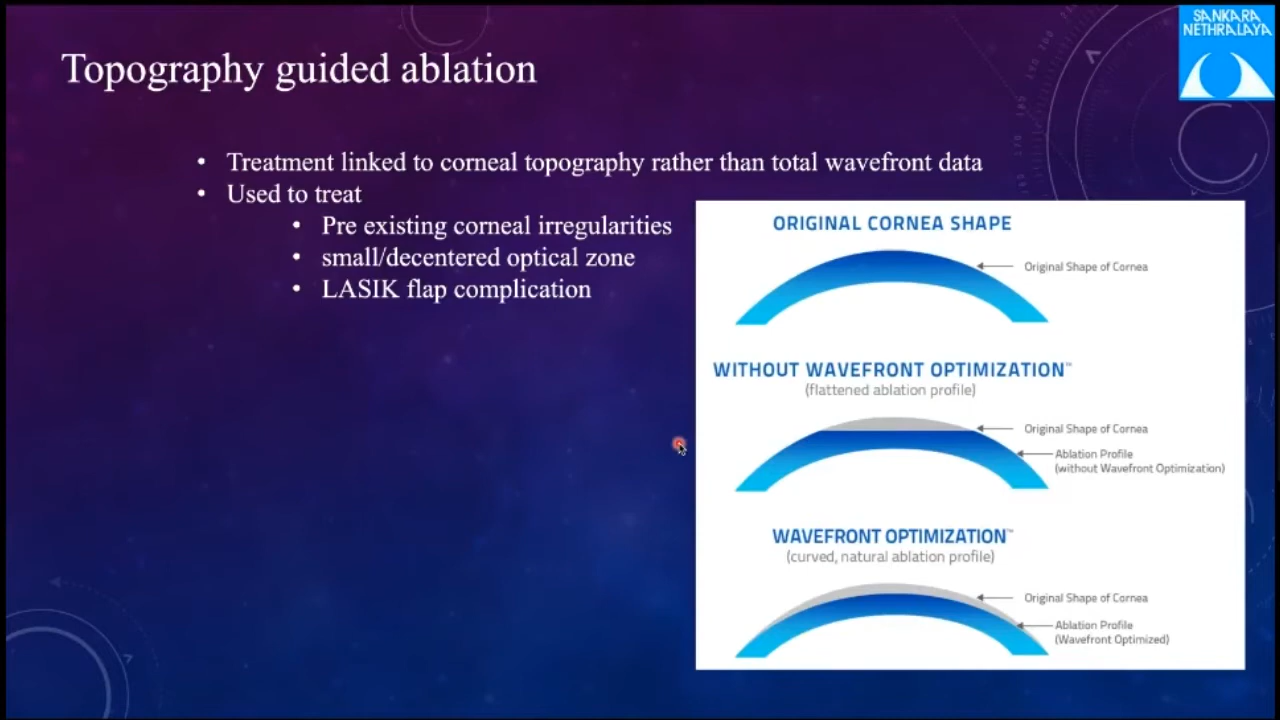 SANKARA
NETHRALAYA
Topography guided ablation
• Treatment linked to corneal topography rather than total wavefront data
• Used to treat
• Pre existing corneal irregularities
• small/decentered optical zone
• LASIK flap complication
ORIGINAL CORNEA SHAPE
Original Shape of Cornea
WITHOUT WAVEFRONT OPTIMIZATION™
(flattened ablation profile)
Original Shape of Cornea
Ablation Profile
(without Wavefront Optimization)
WAVEFRONT OPTIMIZATION™
(curved, natural ablation profile)
Original Shape of Cornea
Ablation Profile
(Wavefront Optimized)